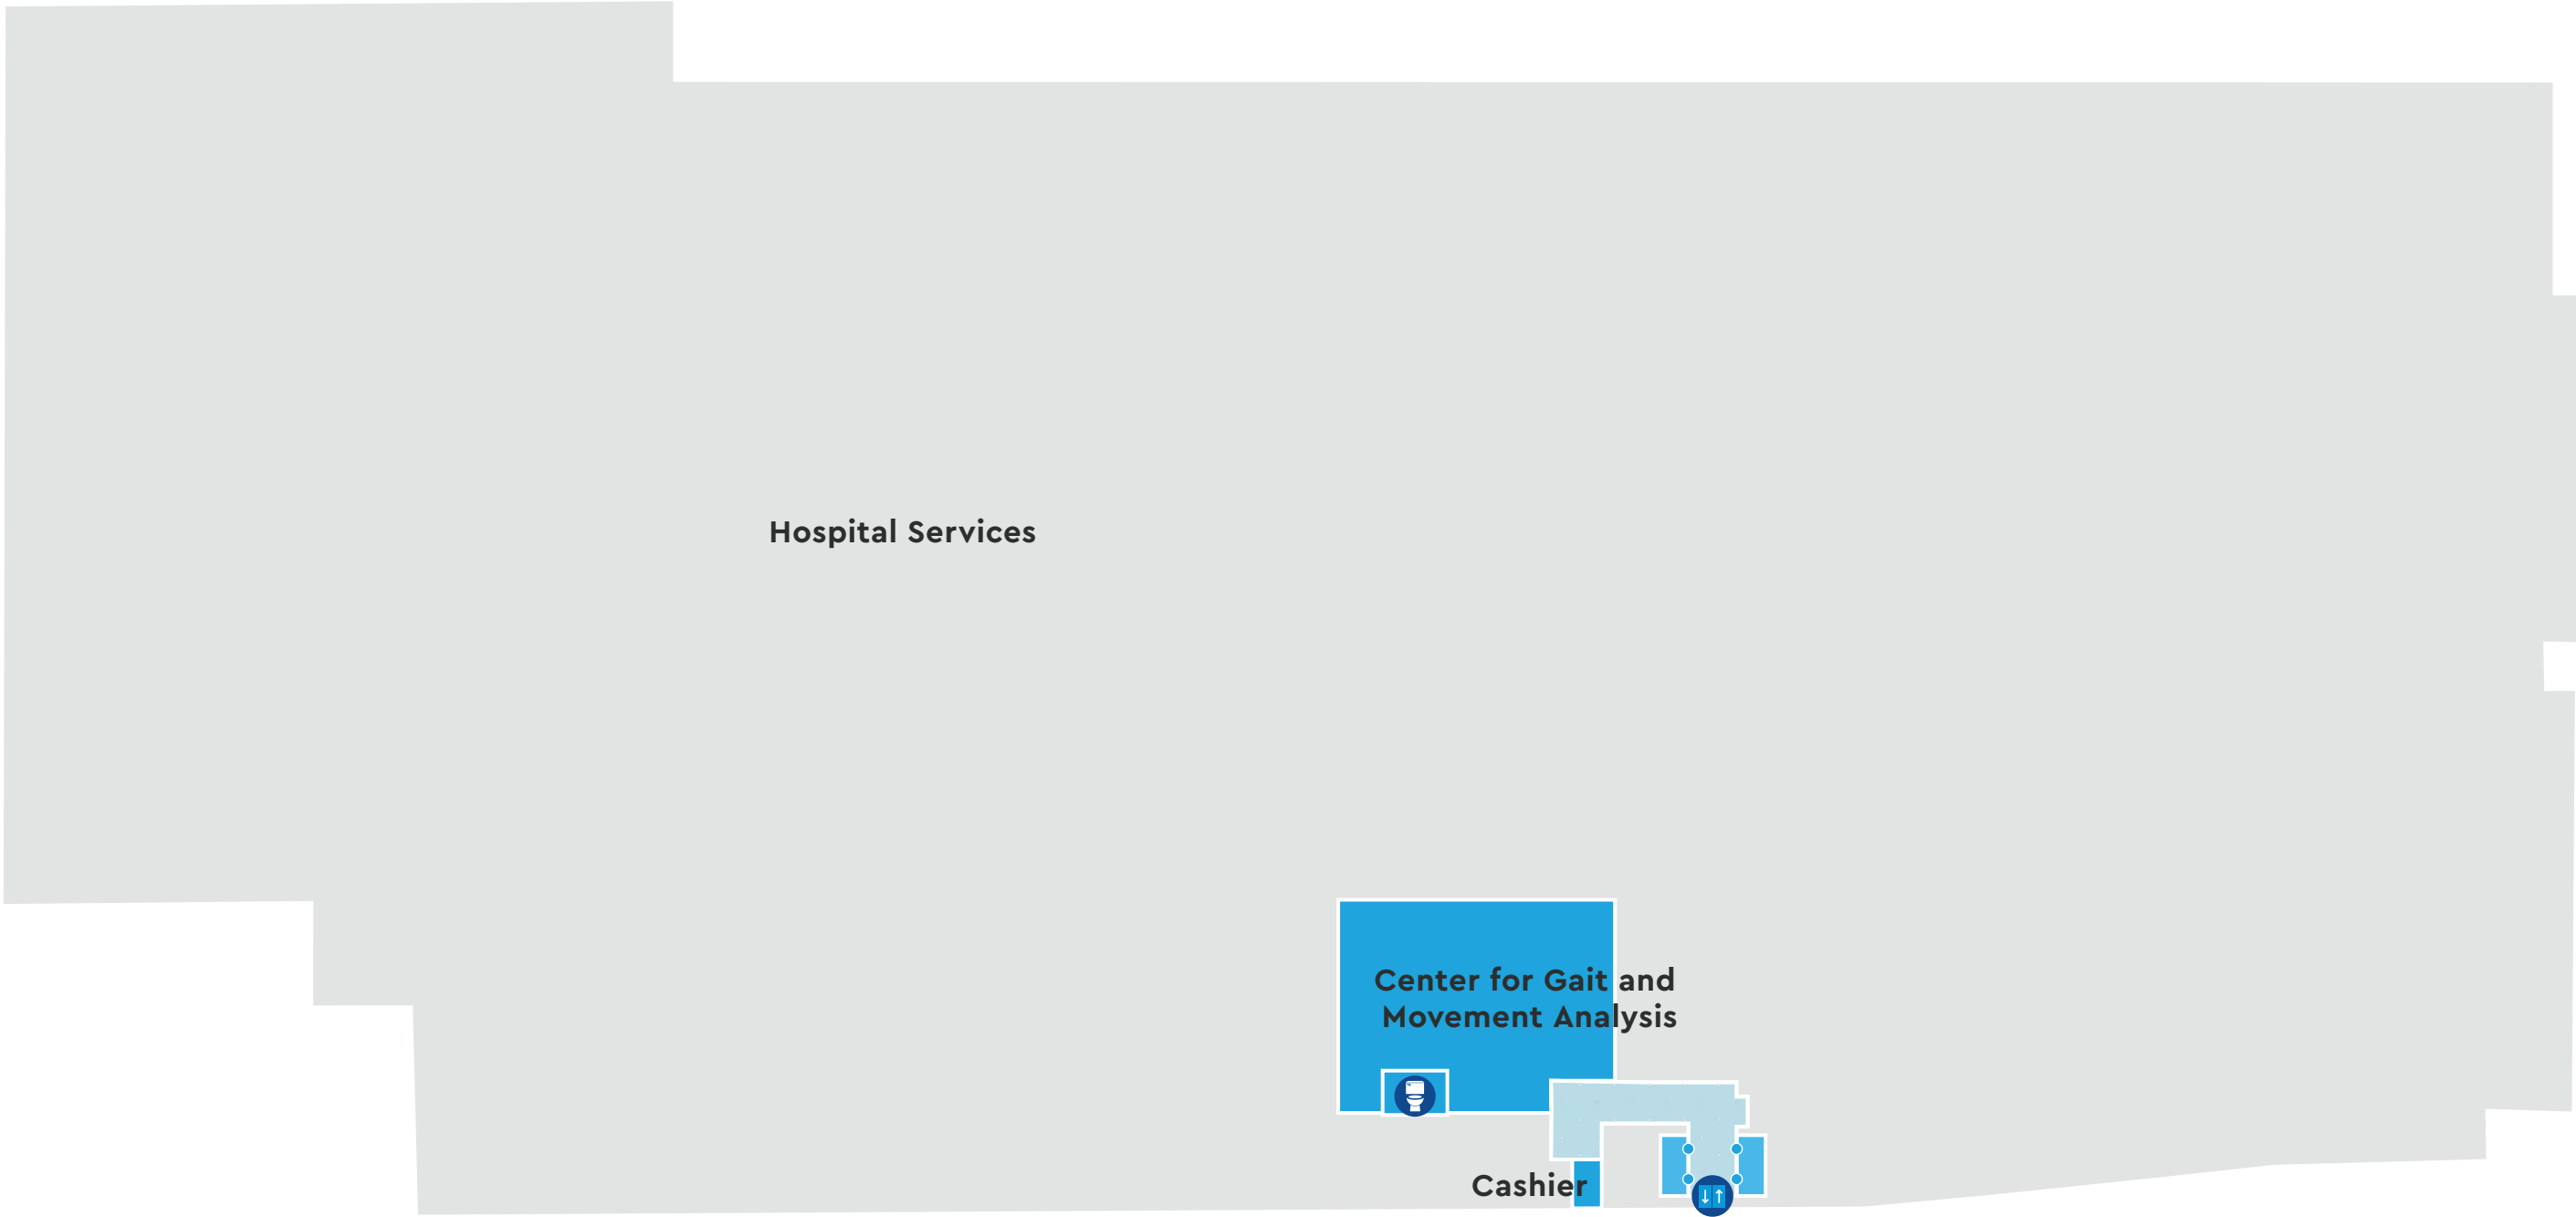 Hospital Services
Center for Gait and
Movement Analysis
Cashier